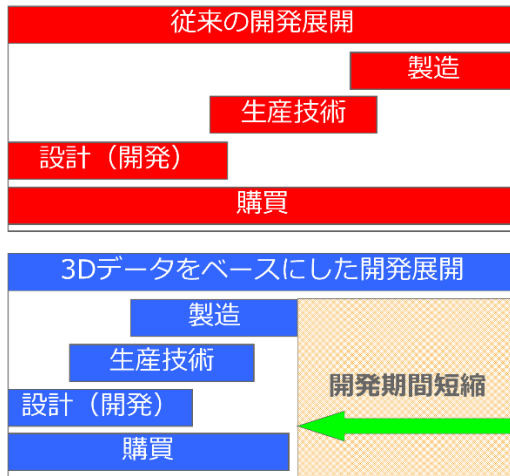 従来の開発展開
製造
生産技術
設計（開発）
購買
3Dデータをベースにした開発展開
製造
生産技術
設計（開発）
購買
開発期間短縮